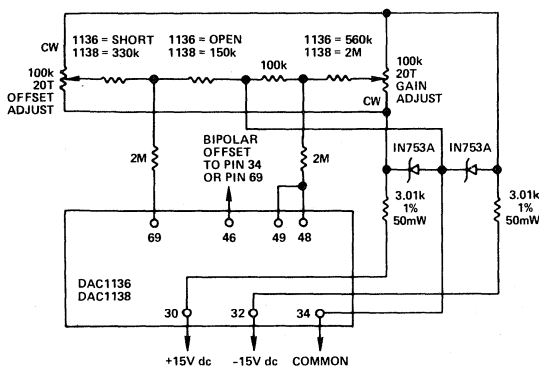 CW
1136 = SHORT
1138 = 330k
1136 = OPEN
1138 = 150k
100k
1136 = 560k
1138 = 2M
100k
20T
OFFSET
ADJUST
100k
20T
GAIN
ADJUST
CW
2M
BIPOLAR
OFFSET
TO PIN 34
OR PIN 69
2M
IN753A
IN753A
3.01k
1%
50mW
3.01k
1%
50mW
69
46
49
48
DAC1136
DAC1138
30
32
34
+15V dc
-15V dc
COMMON